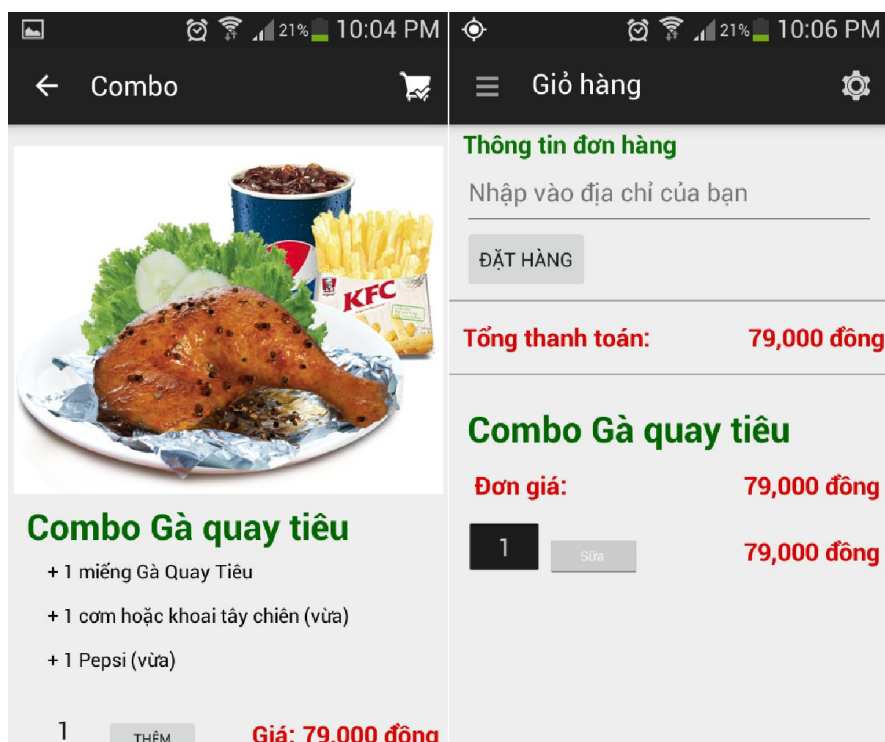 21% 10:04 PM
Combo
KFC
Combo Gà quay tiêu
+ 1 miếng Gà Quay Tiêu
+ 1 cơm hoặc khoai tây chiên (vừa)
+ 1 Pepsi (vừa)
1 THÊM Giá: 79,000 đồng
21% 10:06 PM
Giỏ hàng
Thông tin đơn hàng
Nhập vào địa chỉ của bạn
ĐẶT HÀNG
Tổng thanh toán: 79,000 đồng
Combo Gà quay tiêu
Đơn giá: 79,000 đồng
1 Sữa 79,000 đồng